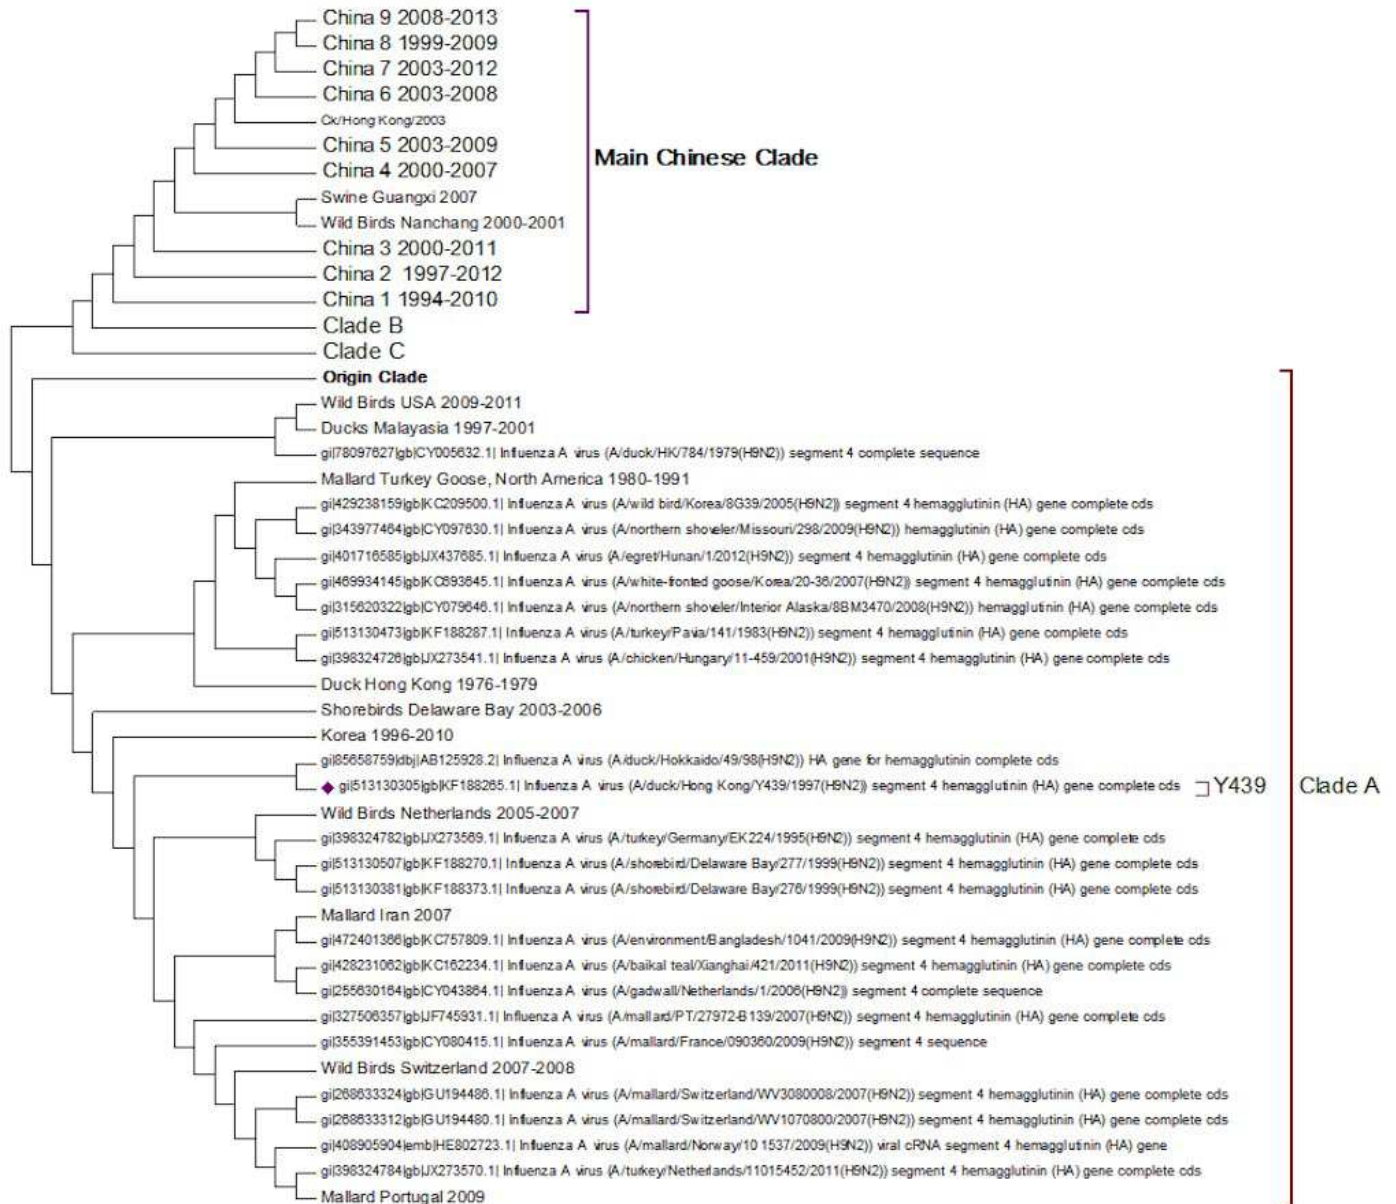 China 9 2008-2013
China 8 1999-2009
China 7 2003-2012
China 6 2003-2008
Ck/Hong Kong/2003
China 5 2003-2009
Main Chinese Clade
China 4 2000-2007
Swine Guangxi 2007
Wild Birds Nanchang 2000-2001
China 3 2000-2011
China 2 1997-2012
China 1 1994-2010
Clade B
Clade C
Origin Clade
Wild Birds USA 2009-2011
Ducks Malayasia 1997-2001
gi|78097627|gb|CY005632.1| Influenza A virus (A/duck/HK/784/1979(H9N2)) segment 4 complete sequence
Mallard Turkey Goose, North America 1980-1991
gi|429238159|gb|KC209500.1| Influenza A virus (A/wild bird/Korea/8G39/2005(H9N2)) segment 4 hemagglutinin (HA) gene complete cds
gi|343977464|gb|CY097630.1| Influenza A virus (A/northern shoveler/Missouri/298/2009(H9N2)) hemagglutinin (HA) gene complete cds
gi|401716585|gb|JX437685.1| Influenza A virus (A/egret/Hunan/1/2012(H9N2)) segment 4 hemagglutinin (HA) gene complete cds
gi|469934145|gb|KC693645.1| Influenza A virus (A/white-fronted goose/Korea/20-36/2007(H9N2)) segment 4 hemagglutinin (HA) gene complete cds
gi|315620322|gb|CY079646.1| Influenza A virus (A/northern shoveler/Interior Alaska/8BM3470/2008(H9N2)) hemagglutinin (HA) gene complete cds
gi|513130473|gb|KF188287.1| Influenza A virus (A/turkey/Pavia/141/1983(H9N2)) segment 4 hemagglutinin (HA) gene complete cds
gi|398324726|gb|JX273541.1| Influenza A virus (A/chicken/Hungary/11-459/2001(H9N2)) segment 4 hemagglutinin (HA) gene complete cds
Duck Hong Kong 1976-1979
Shorebirds Delaware Bay 2003-2006
Korea 1996-2010
gi|85658759|dbj|AB125928.2| Influenza A virus (A/duck/Hokkaido/49/98(H9N2)) HA gene for hemagglutinin complete cds
gi|513130305|gb|KF188265.1| Influenza A virus (A/duck/Hong Kong/Y439/1997(H9N2)) segment 4 hemagglutinin (HA) gene complete cds Y439 Clade A
Wild Birds Netherlands 2005-2007
gi|398324782|gb|JX273569.1| Influenza A virus (A/turkey/Germany/EK224/1995(H9N2)) segment 4 hemagglutinin (HA) gene complete cds
gi|513130507|gb|KF188270.1| Influenza A virus (A/shorebird/Delaware Bay/277/1999(H9N2)) segment 4 hemagglutinin (HA) gene complete cds
gi|513130381|gb|KF188373.1| Influenza A virus (A/shorebird/Delaware Bay/276/1999(H9N2)) segment 4 hemagglutinin (HA) gene complete cds
Mallard Iran 2007
gi|472401366|gb|KC757809.1| Influenza A virus (A/environment/Bangladesh/1041/2009(H9N2)) segment 4 hemagglutinin (HA) gene complete cds
gi|428231062|gb|KC162234.1| Influenza A virus (A/baikal teal/Xianghai/421/2011(H9N2)) segment 4 hemagglutinin (HA) gene complete cds
gi|255630164|gb|CY043864.1| Influenza A virus (A/gadwall/Netherlands/1/2006(H9N2)) segment 4 complete sequence
gi|327506357|gb|JF745931.1| Influenza A virus (A/mallard/PT/27972-B139/2007(H9N2)) segment 4 hemagglutinin (HA) gene complete cds
gi|355391453|gb|CY080415.1| Influenza A virus (A/mallard/France/090360/2009(H9N2)) segment 4 sequence
Wild Birds Switzerland 2007-2008
gi|268633324|gb|GU194486.1| Influenza A virus (A/mallard/Switzerland/WV3080008/2007(H9N2)) segment 4 hemagglutinin (HA) gene complete cds
gi|268633312|gb|GU194480.1| Influenza A virus (A/mallard/Switzerland/WV1070800/2007(H9N2)) segment 4 hemagglutinin (HA) gene complete cds
gi|408905904|emb|HE802723.1| Influenza A virus (A/mallard/Norway/10 1537/2009(H9N2)) viral cRNA segment 4 hemagglutinin (HA) gene
gi|398324784|gb|JX273570.1| Influenza A virus (A/turkey/Netherlands/11015452/2011(H9N2)) segment 4 hemagglutinin (HA) gene complete cds
Mallard Portugal 2009